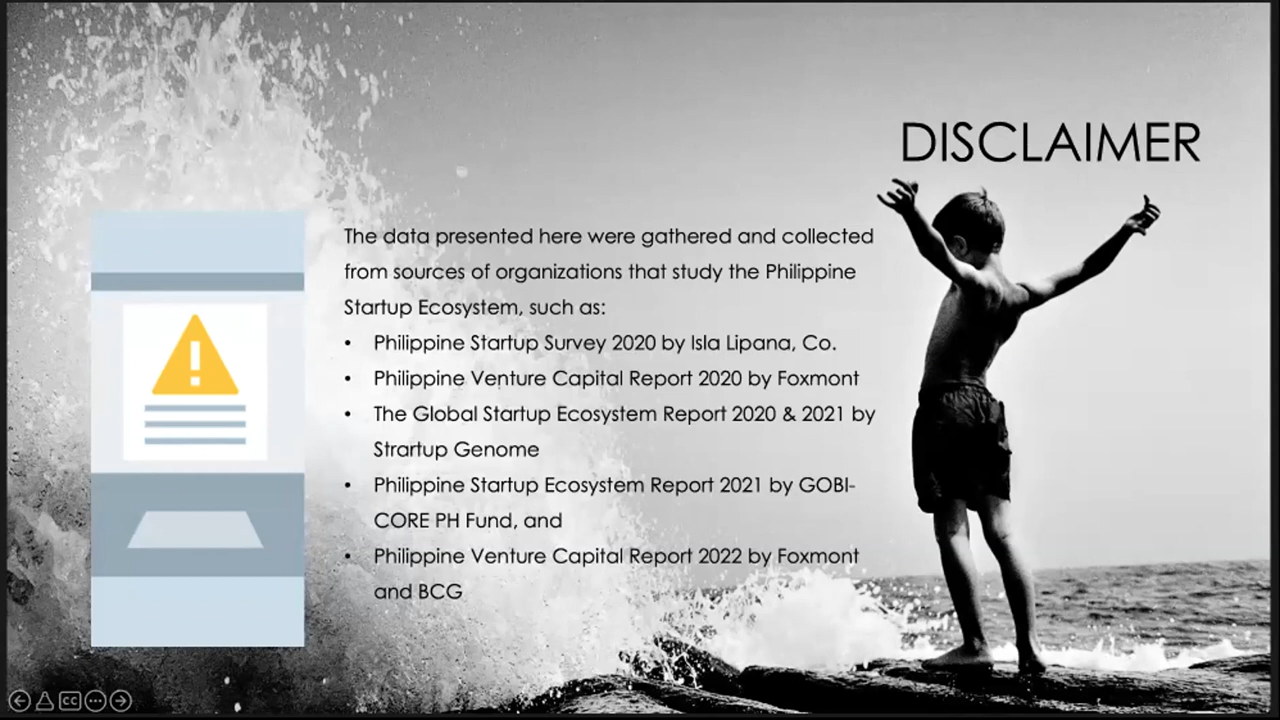 DISCLAIMER
The data presented here were gathered and collected
from sources of organizations that study the Philippine
Startup Ecosystem, such as:
• Philippine Startup Survey 2020 by Isla Lipana, Co.
• Philippine Venture Capital Report 2020 by Foxmont
• The Global Startup Ecosystem Report 2020 & 2021 by
Strartup Genome
• Philippine Startup Ecosystem Report 2021 by GOBI-
CORE PH Fund, and
• Philippine Venture Capital Report 2022 by Foxmont
and BCG
CC